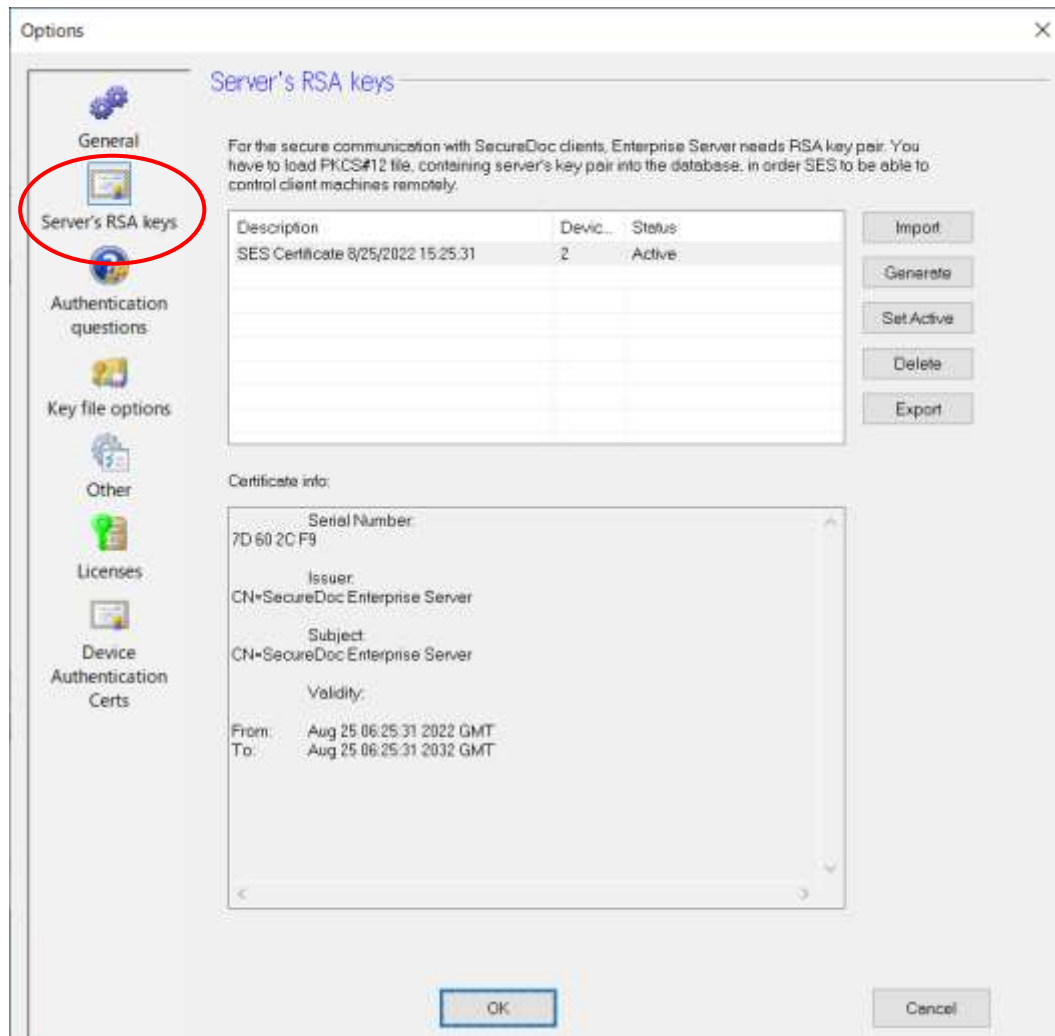 Options
General
Server's RSA keys
Authentication
questions
Key file options
Other
Licenses
Device
Authentication
Certs
Server's RSA keys
For the secure communication with SecureDoc clients, Enterprise Server needs RSA key pair. You
have to load PKCS#12 file, containing server's key pair into the database, in order SES to be able to
control client machines remotely.
Description Devic... Status
SES Certificate 8/25/2022 15:25:31 2 Active
Import
Generate
Set Active
Delete
Export
Certificate info:
Serial Number:
7D 60 2C F9
Issuer:
CN=SecureDoc Enterprise Server
Subject:
CN=SecureDoc Enterprise Server
Validity:
From: Aug 25 06:25:31 2022 GMT
To: Aug 25 06:25:31 2032 GMT
OK
Cancel